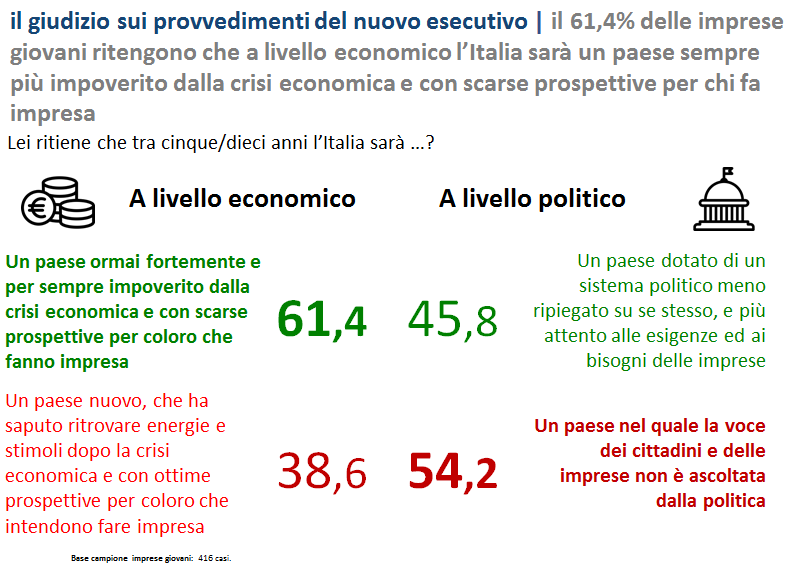 il giudizio sui provvedimenti del nuovo esecutivo | il 61,4% delle imprese
giovani ritengono che a livello economico l'Italia sarà un paese sempre
più impoverito dalla crisi economica e con scarse prospettive per chi fa
impresa
Lei ritiene che tra cinque/dieci anni l'Italia sarà …?
A livello economico
A livello politico
Un paese ormai fortemente e
per sempre impoverito dalla
crisi economica e con scarse
prospettive per coloro che
fanno impresa
61,4
45,8
Un paese dotato di un
sistema politico meno
ripiegato su se stesso, e più
attento alle esigenze ed ai
bisogni delle imprese
Un paese nuovo, che ha
saputo ritrovare energie e
stimoli dopo la crisi
economica e con ottime
prospettive per coloro che
intendono fare impresa
38,6
54,2
Un paese nel quale la voce
dei cittadini e delle
imprese non è ascoltata
dalla politica
Base campione imprese giovani: 416 casi.